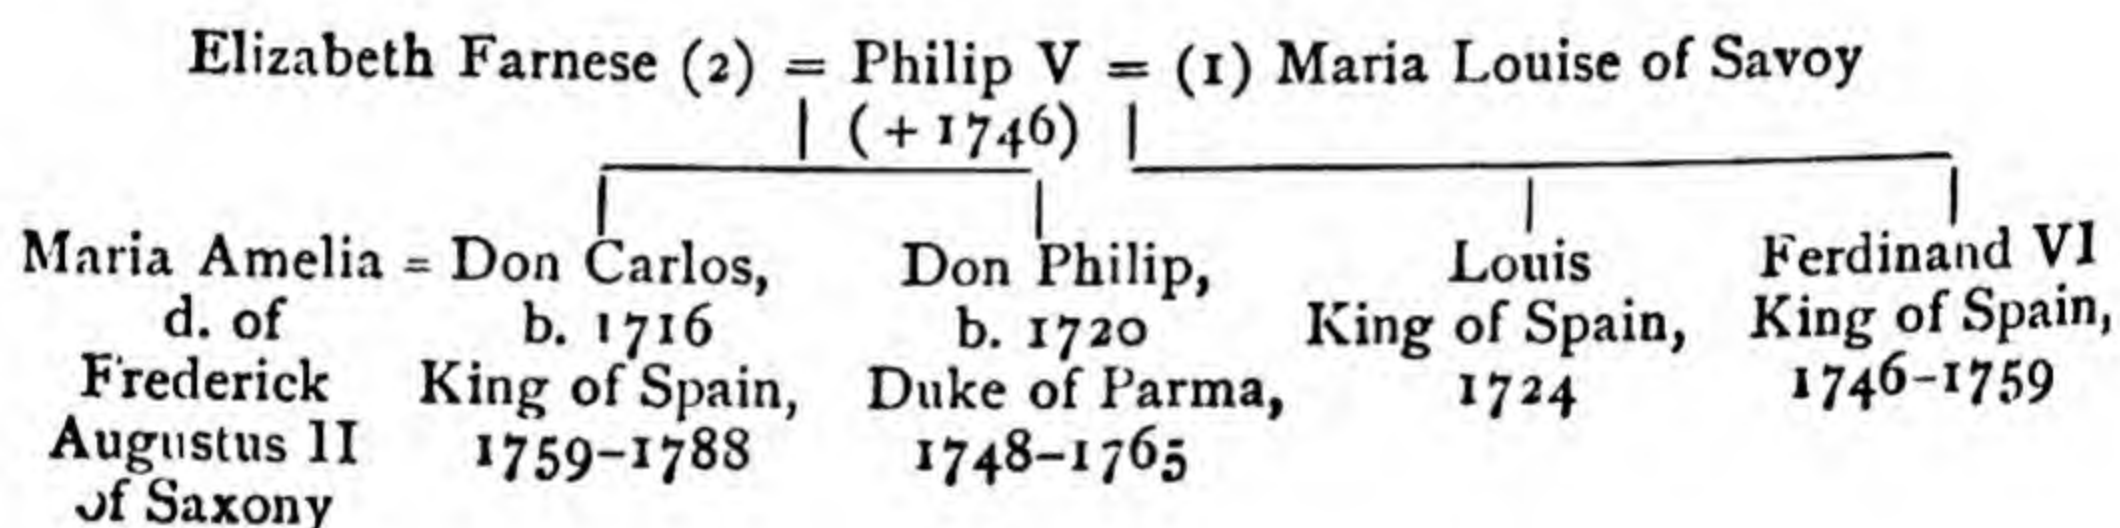 Elizabeth Farnese (2) = Philip V = (1) Maria Louise of Savoy
(+1746)
Maria Amelia = Don Carlos, Don Philip, Louis Ferdinand VI
d. of b. 1716 b. 1720 King of Spain, King of Spain,
Frederick King of Spain, Duke of Parma, 1724 1746-1759
Augustus II 1759-1788 1748-1765
of Saxony